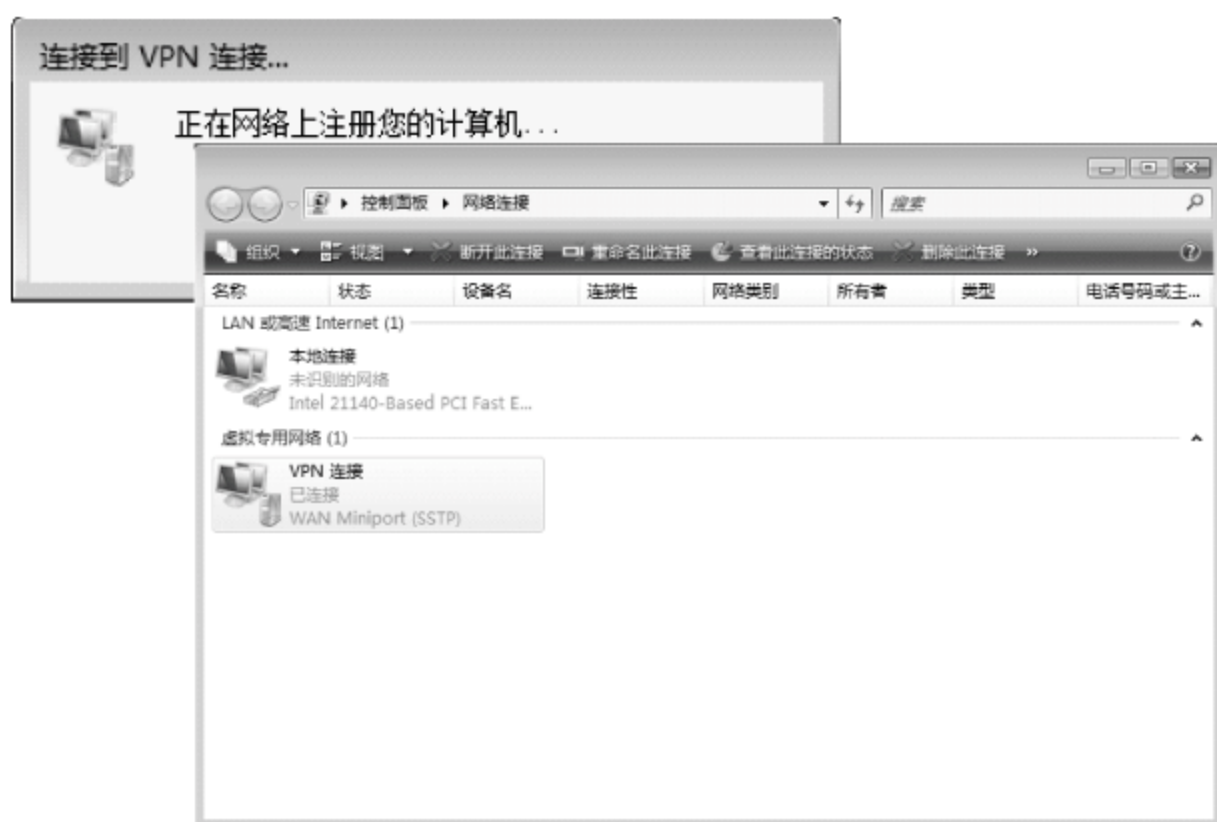 连接到 VPN 连接...
正在网络上注册您的计算机...
控制面板 网络连接 搜索
组织 视图 断开此连接 重命名此连接 查看此连接的状态 删除此连接 »
名称 状态 设备名 连接性 网络类别 所有者 类型 电话号码或主...
LAN 或高速 Internet (1)
本地连接
未识别的网络
Intel 21140-Based PCI Fast E...
虚拟专用网络 (1)
VPN 连接
已连接
WAN Miniport (SSTP)